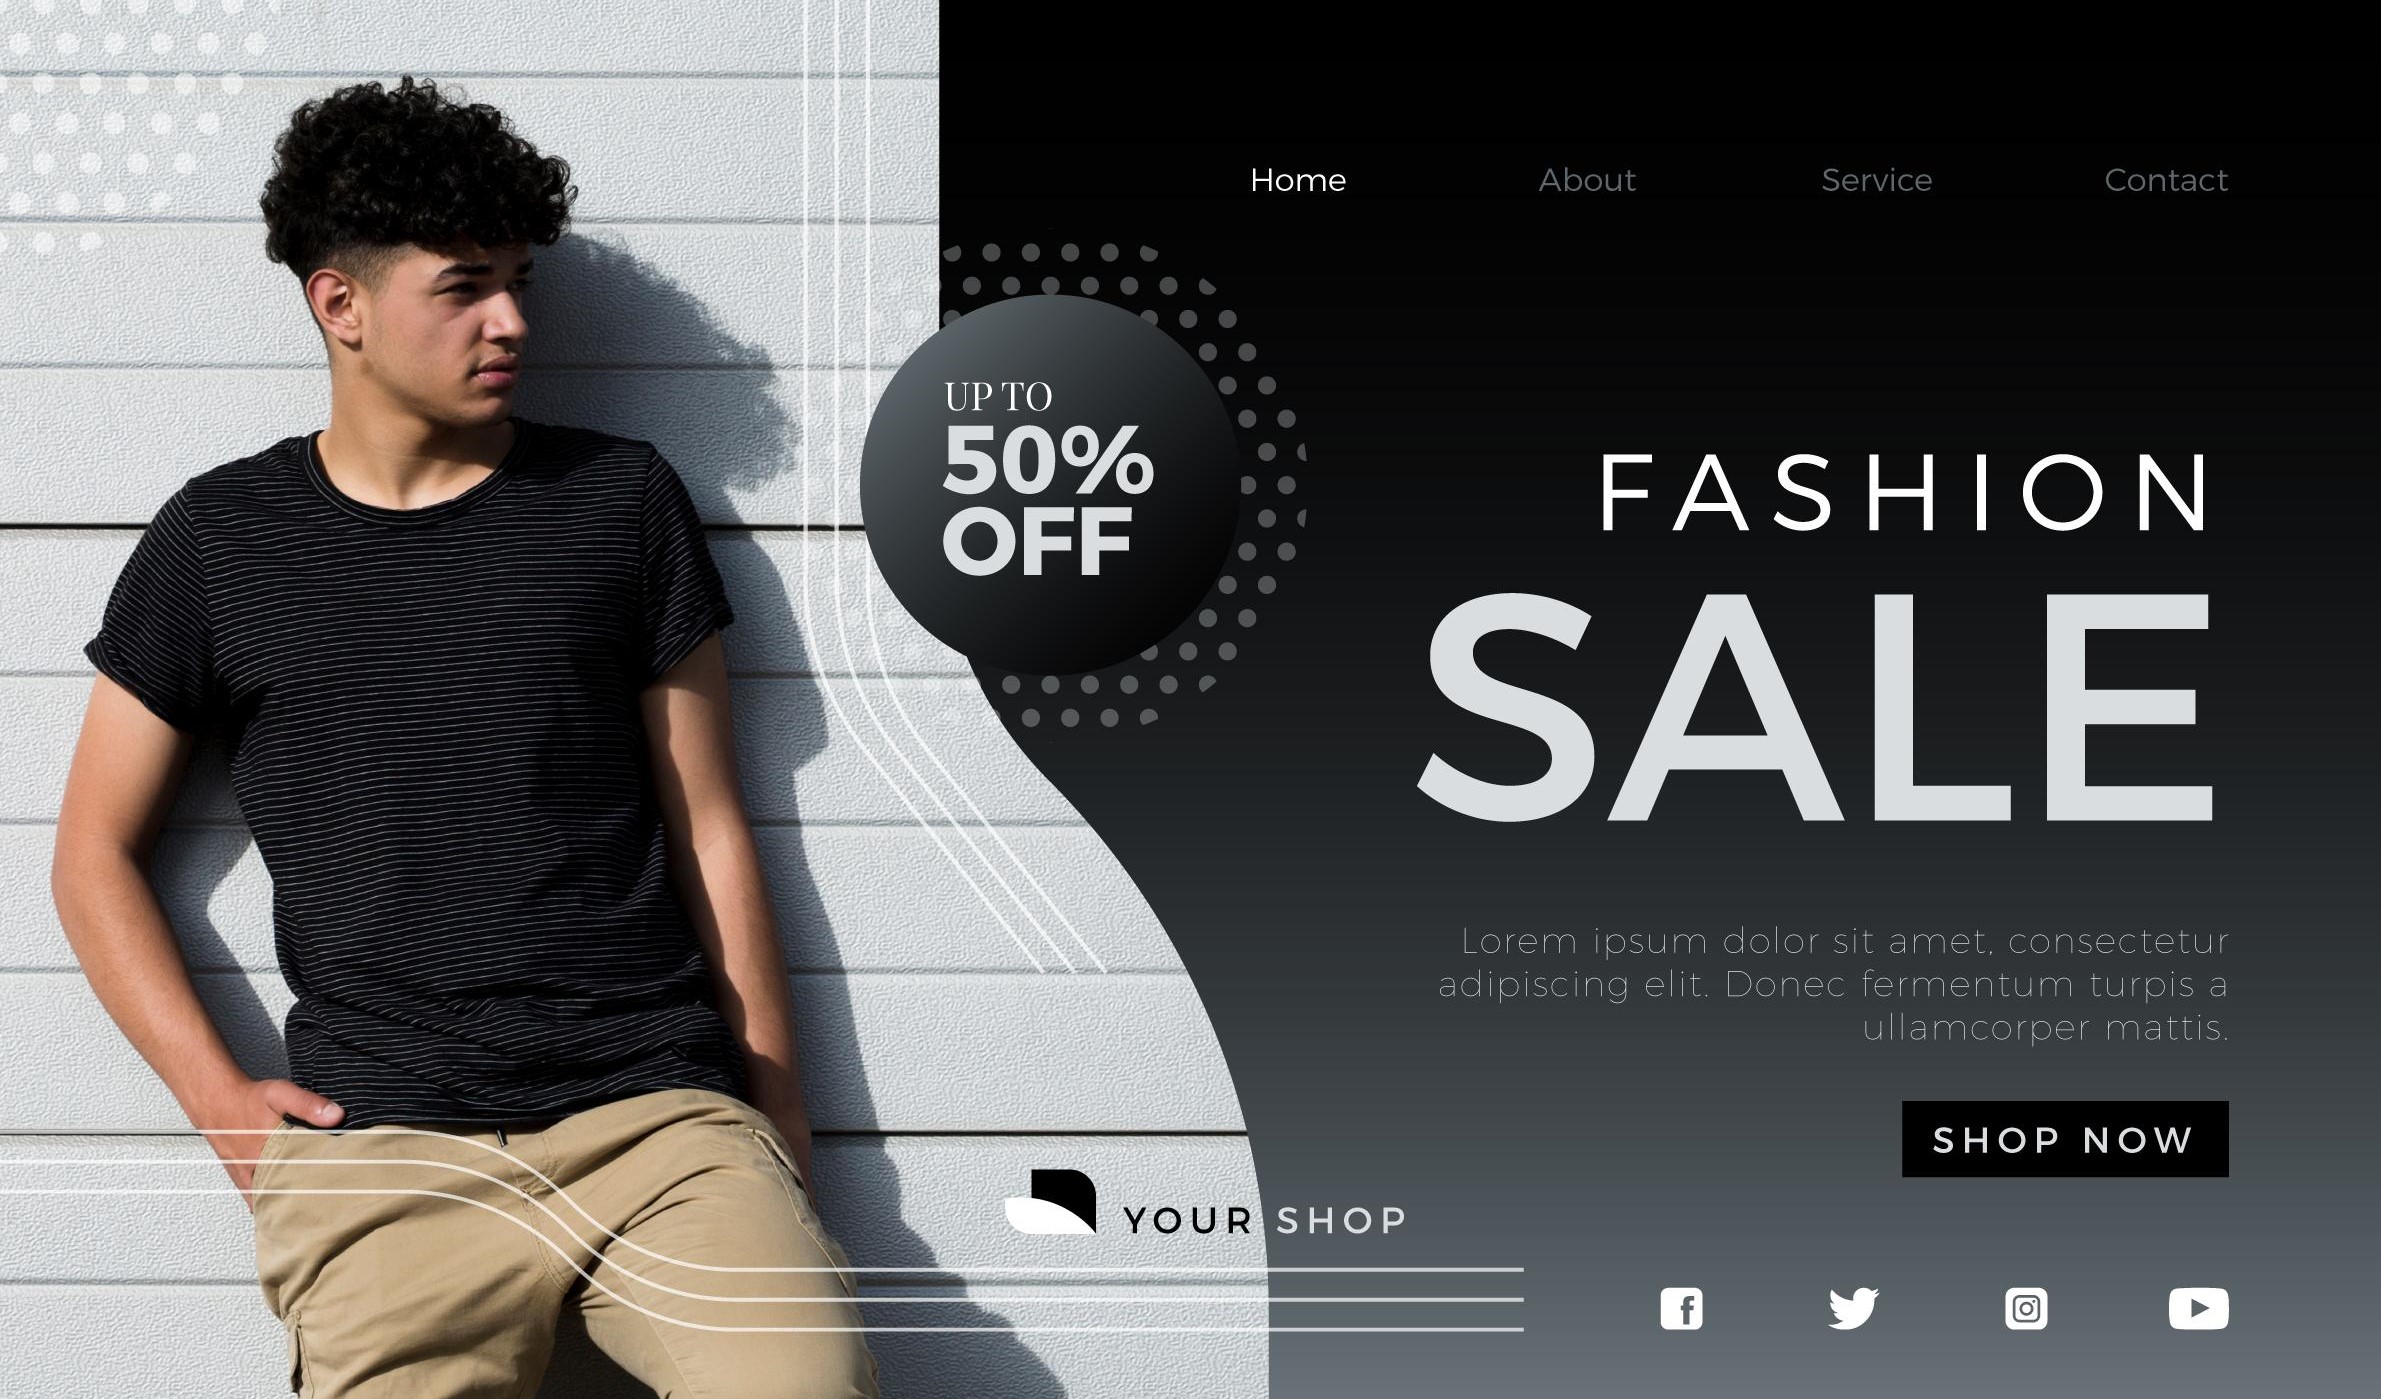 Home About Service Contact
UP TO
50%
OFF
FASHION
SALE
Lorem ipsum dolor sit amet, consectetur
adipiscing elit. Donec fermentum turpis a
ullamcorper mattis.
SHOP NOW
YOUR SHOP